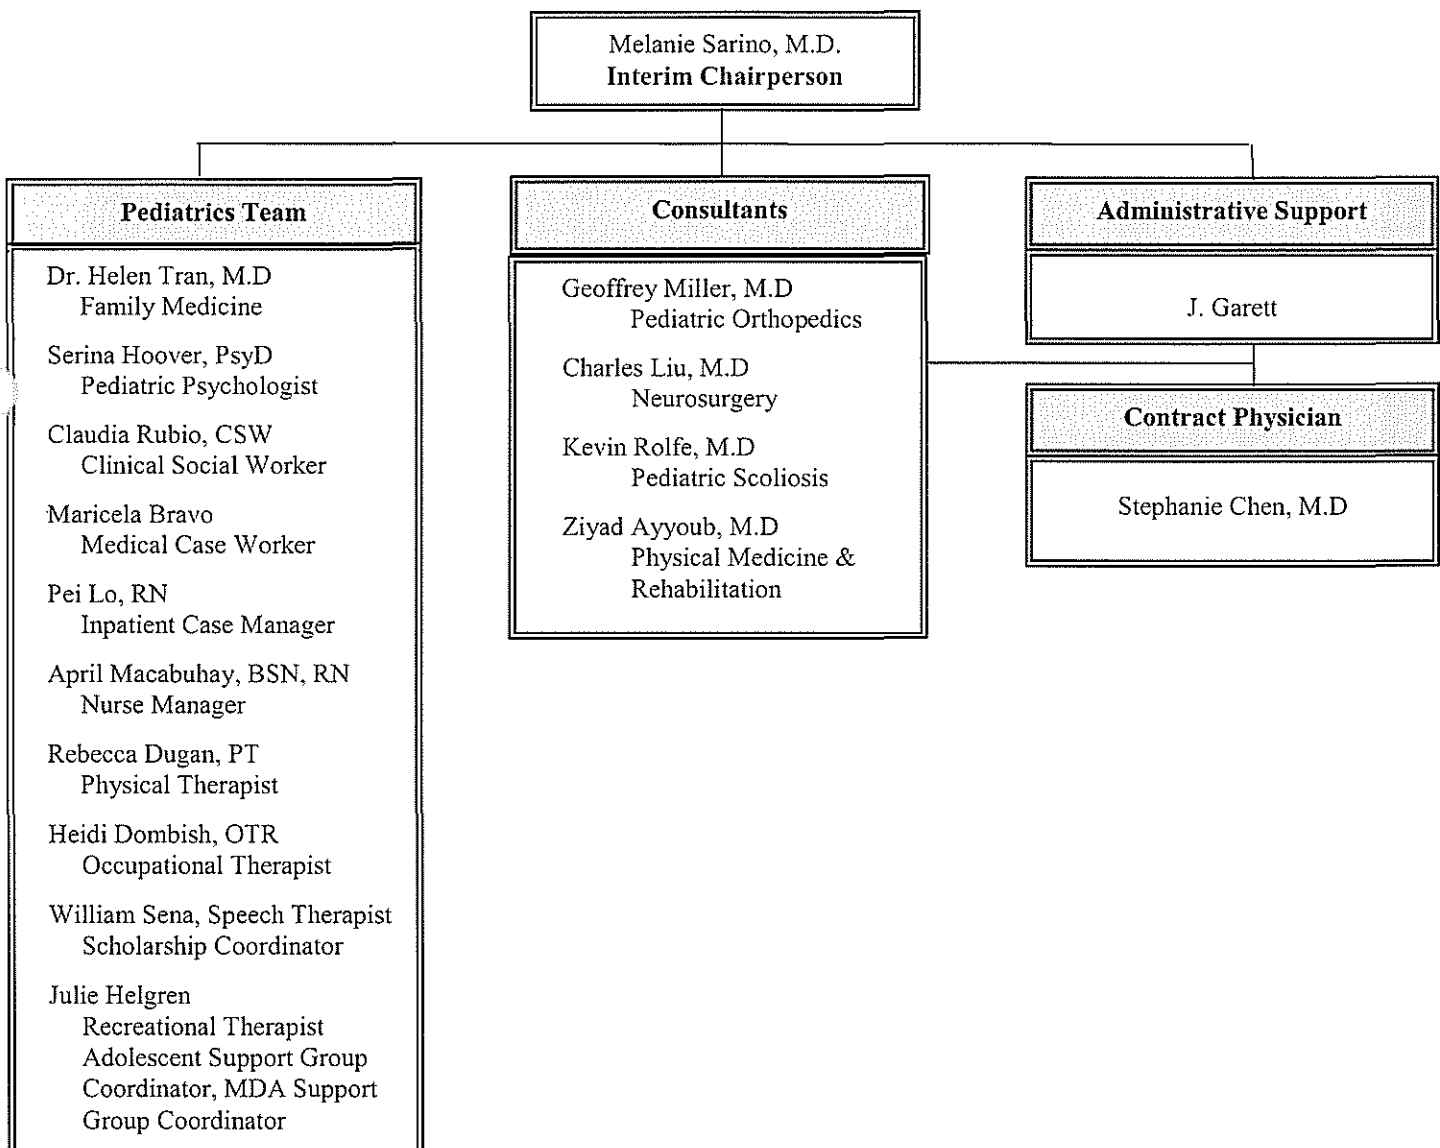 Melanie Sarino, M.D.
Interim Chairperson
Pediatrics Team
Dr. Helen Tran, M.D
Family Medicine
Serina Hoover, PsyD
Pediatric Psychologist
Claudia Rubio, CSW
Clinical Social Worker
Maricela Bravo
Medical Case Worker
Pei Lo, RN
Inpatient Case Manager
April Macabuhay, BSN, RN
Nurse Manager
Rebecca Dugan, PT
Physical Therapist
Heidi Dombish, OTR
Occupational Therapist
William Sena, Speech Therapist
Scholarship Coordinator
Julie Helgren
Recreational Therapist
Adolescent Support Group
Coordinator, MDA Support
Group Coordinator
Consultants
Geoffrey Miller, M.D
Pediatric Orthopedics
Charles Liu, M.D
Neurosurgery
Kevin Rolfe, M.D
Pediatric Scoliosis
Ziyad Ayyoub, M.D
Physical Medicine &
Rehabilitation
Administrative Support
J. Garett
Contract Physician
Stephanie Chen, M.D